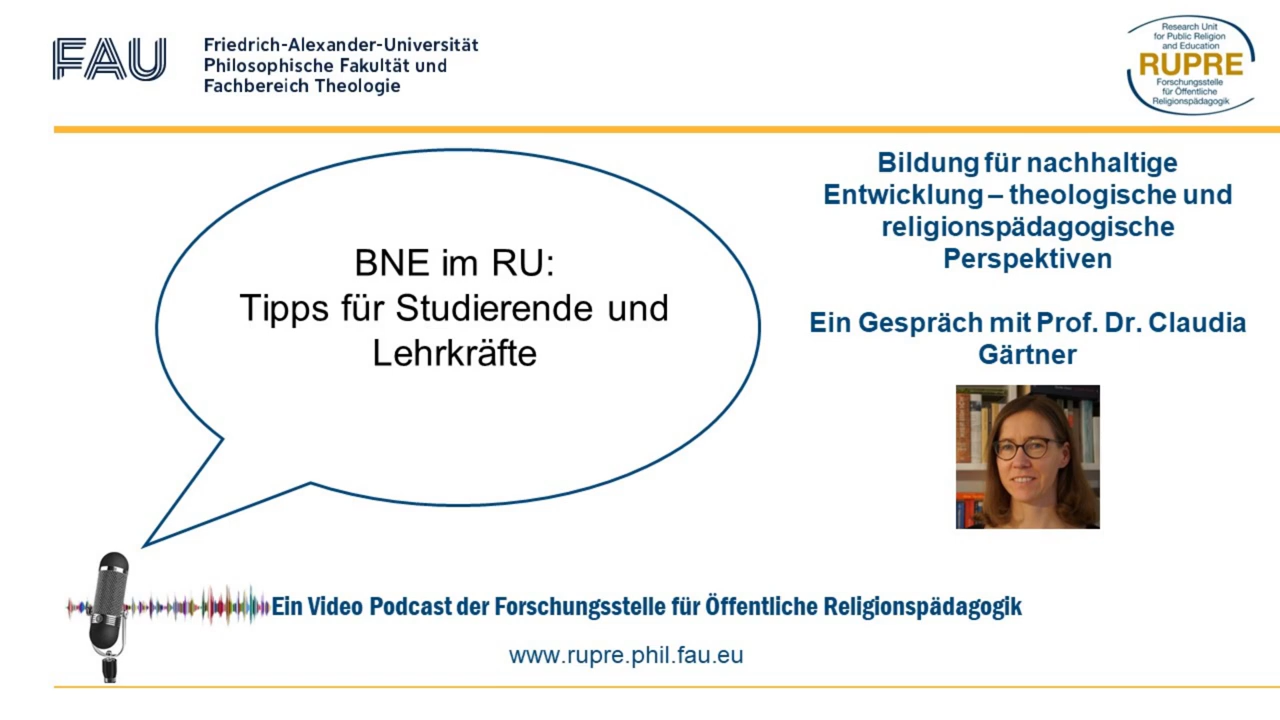 FAU
Friedrich-Alexander-Universität
Philosophische Fakultät und
Fachbereich Theologie
Research Unit
for Public Religion
and Education
RUPRE
Forschungsstelle
für Öffentliche
Religionspädagogik
BNE im RU:
Tipps für Studierende und
Lehrkräfte
Bildung für nachhaltige
Entwicklung – theologische und
religionspädagogische
Perspektiven
Ein Gespräch mit Prof. Dr. Claudia
Gärtner
Ein Video Podcast der Forschungsstelle für Öffentliche Religionspädagogik
www.rupre.phil.fau.eu